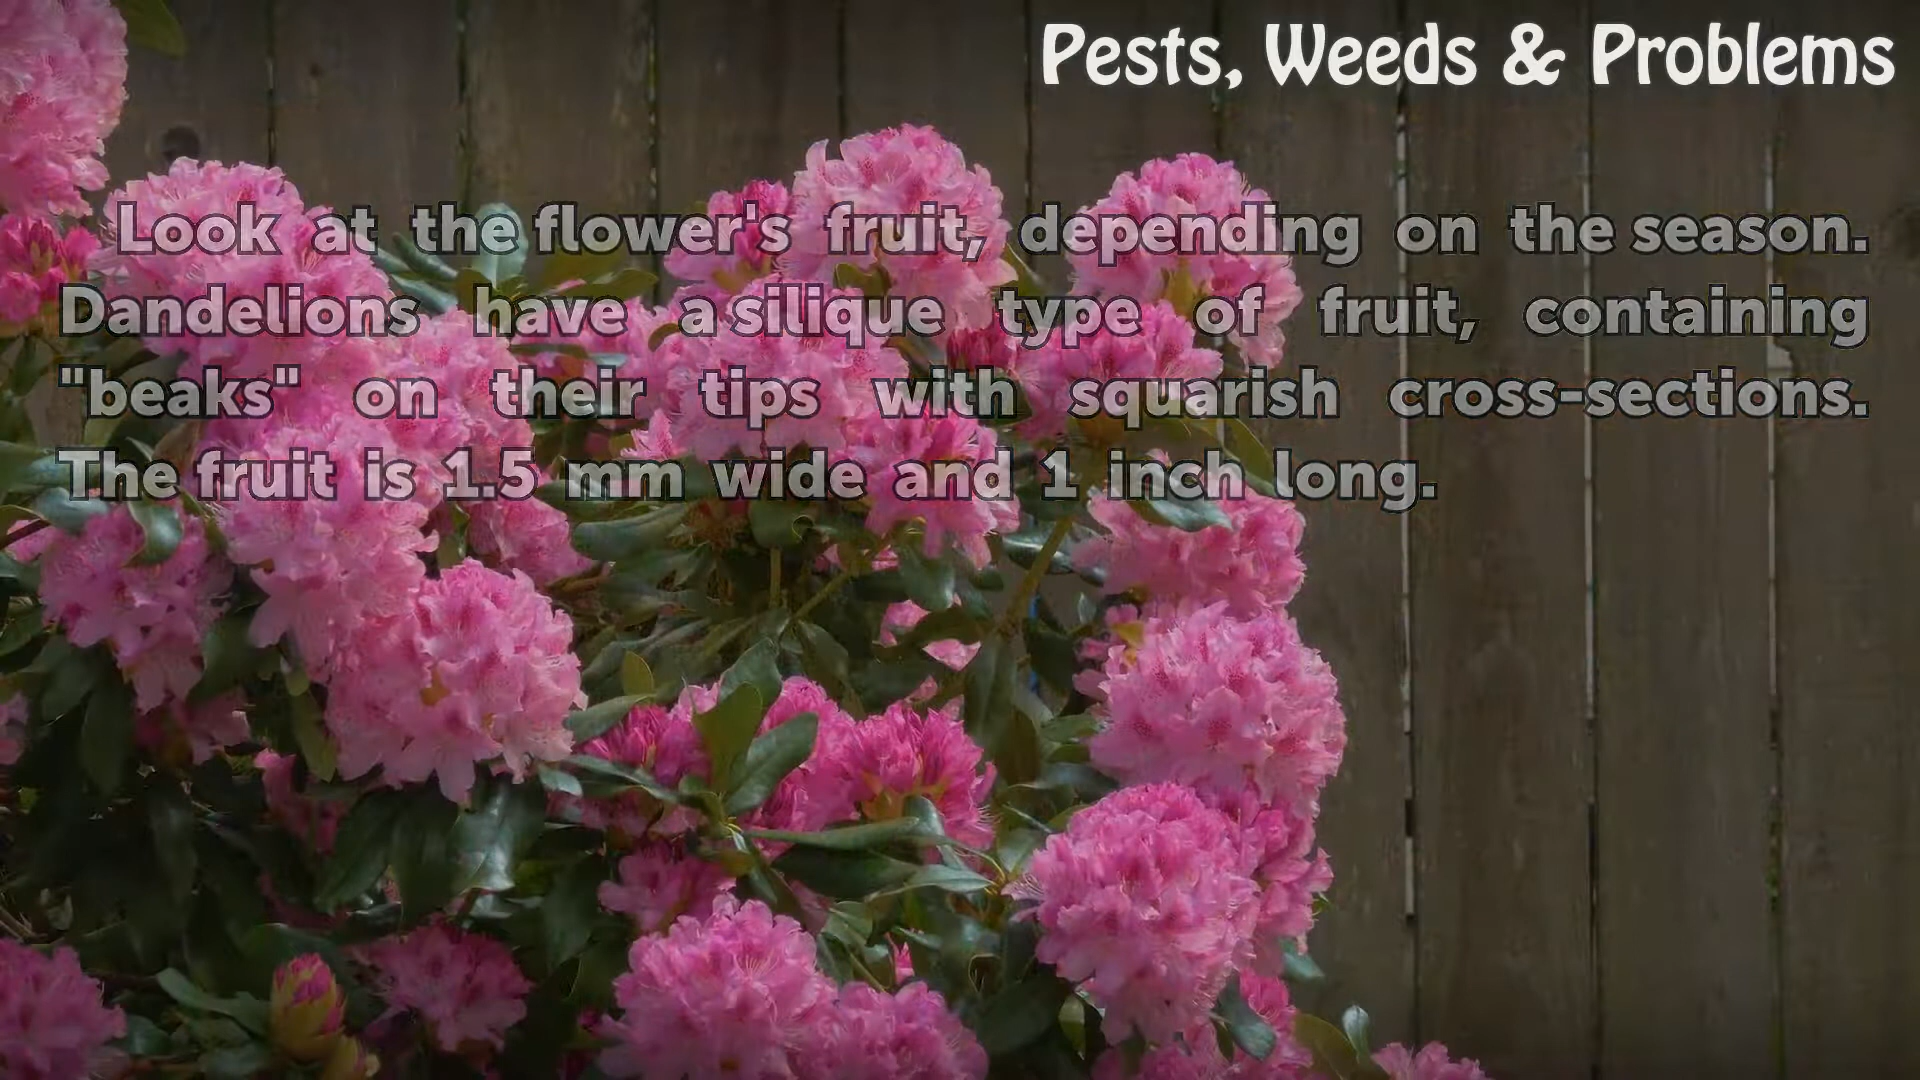 Pests, Weeds & Problems
Look at the flower's fruit, depending on the season.
Dandelions have a silique type of fruit, containing
"beaks" on their tips with squarish cross-sections.
The fruit is 1.5 mm wide and 1 inch long.